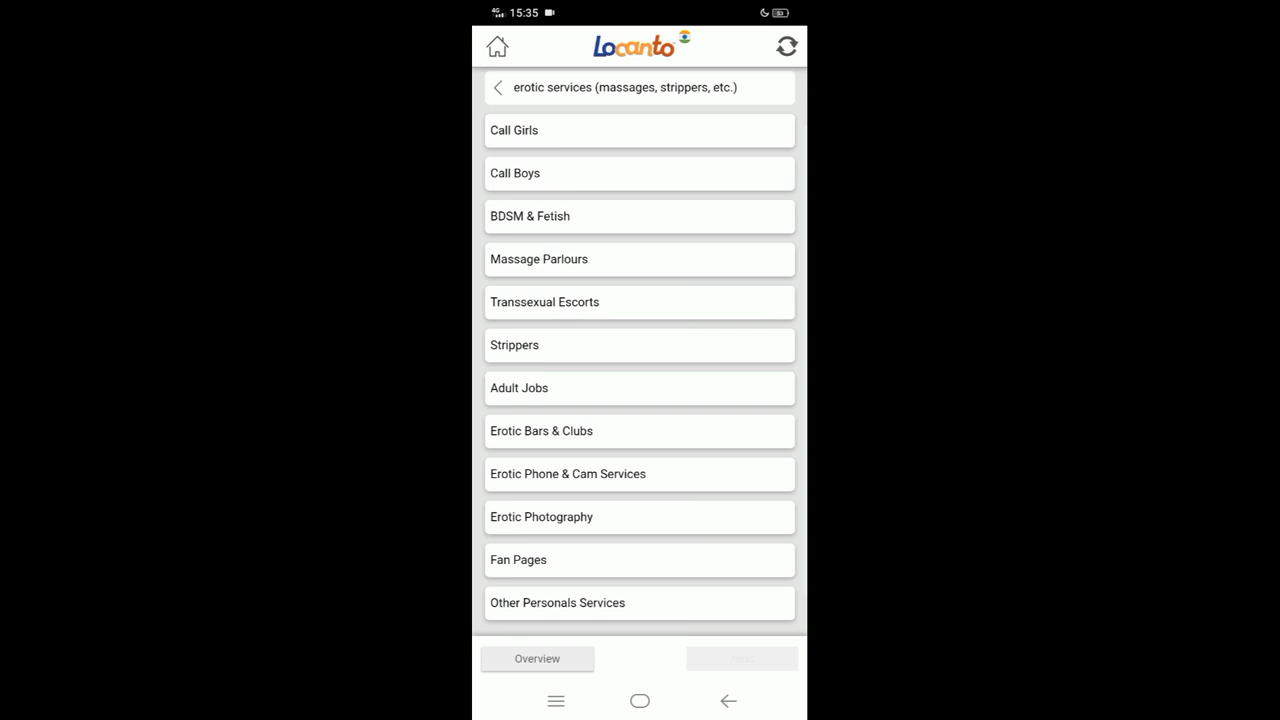 4G 15:35
Locanto
erotic services (massages, strippers, etc.)
Call Girls
Call Boys
BDSM & Fetish
Massage Parlours
Transsexual Escorts
Strippers
Adult Jobs
Erotic Bars & Clubs
Erotic Phone & Cam Services
Erotic Photography
Fan Pages
Other Personals Services
Overview